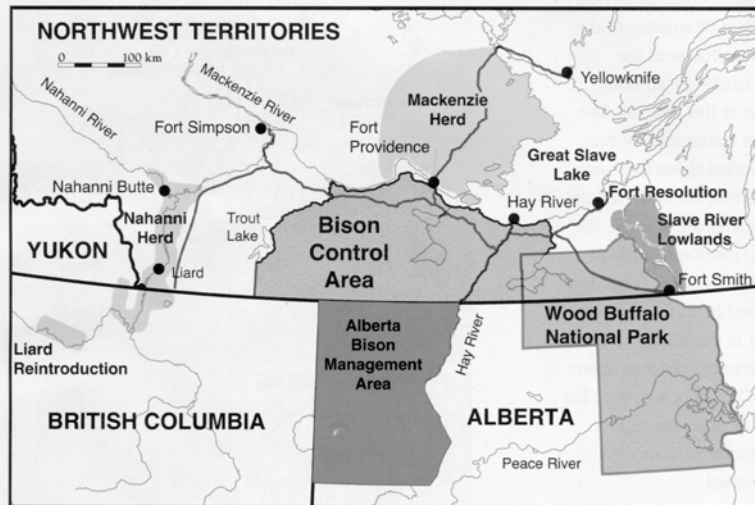 NORTHWEST TERRITORIES
0 100 km
Nahanni River
Mackenzie River
Yellowknife
Fort Simpson
Mackenzie
Herd
Fort
Providence
Great Slave
Lake
Nahanni Butte
Hay River
Fort Resolution
Nahanni
Herd
Trout
Lake
Bison
Control
Area
Slave River
Lowlands
YUKON
Liard
Fort Smith
Alberta
Bison
Management
Area
Hay River
Wood Buffalo
National Park
Liard
Reintroduction
BRITISH COLUMBIA
ALBERTA
Peace River